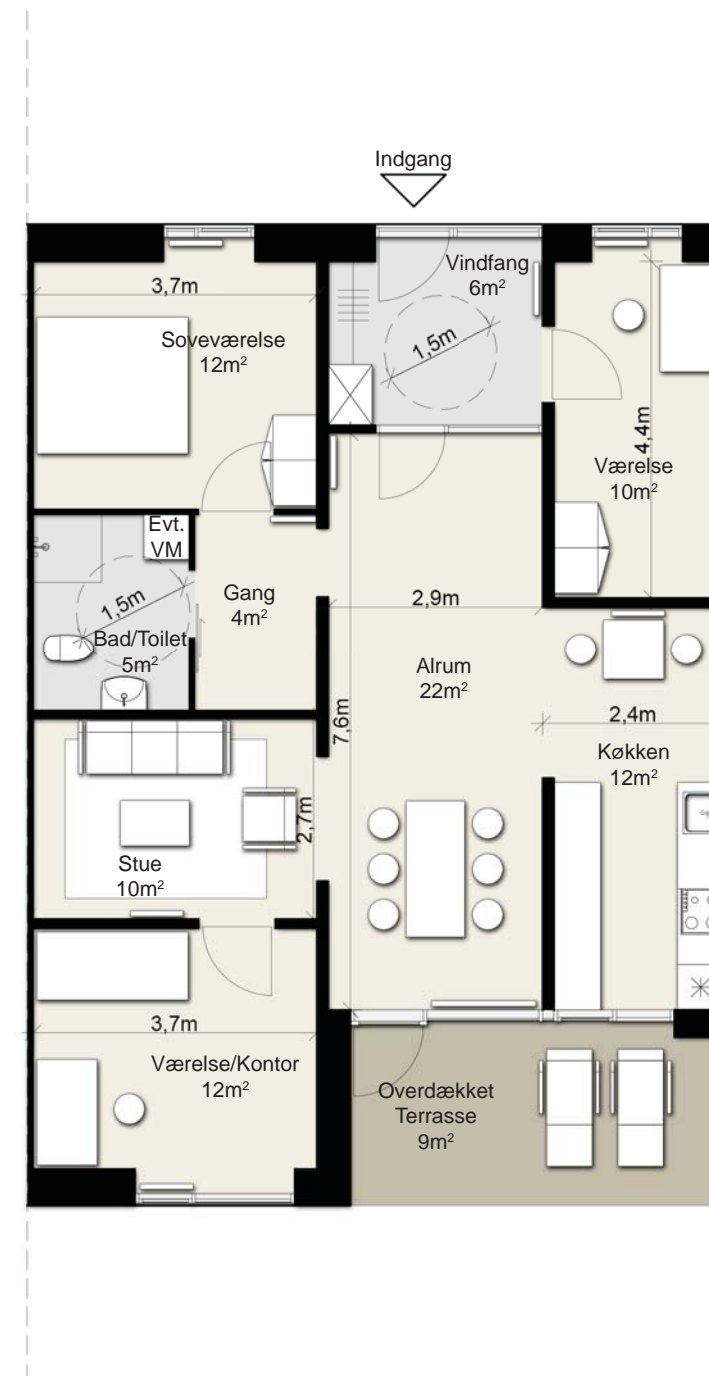 Indgang
Vindfang
6m²
3,7m
Soveværelse
12m²
1,5m
4,4m
Værelse
10m²
Evt.
VM
1,5m
Bad/Toilet
5m²
Gang
4m²
2,9m
Alrum
22m²
7,6m
2,4m
Køkken
12m²
2,7m
Stue
10m²
3,7m
Værelse/Kontor
12m²
Overdækket
Terrasse
9m²